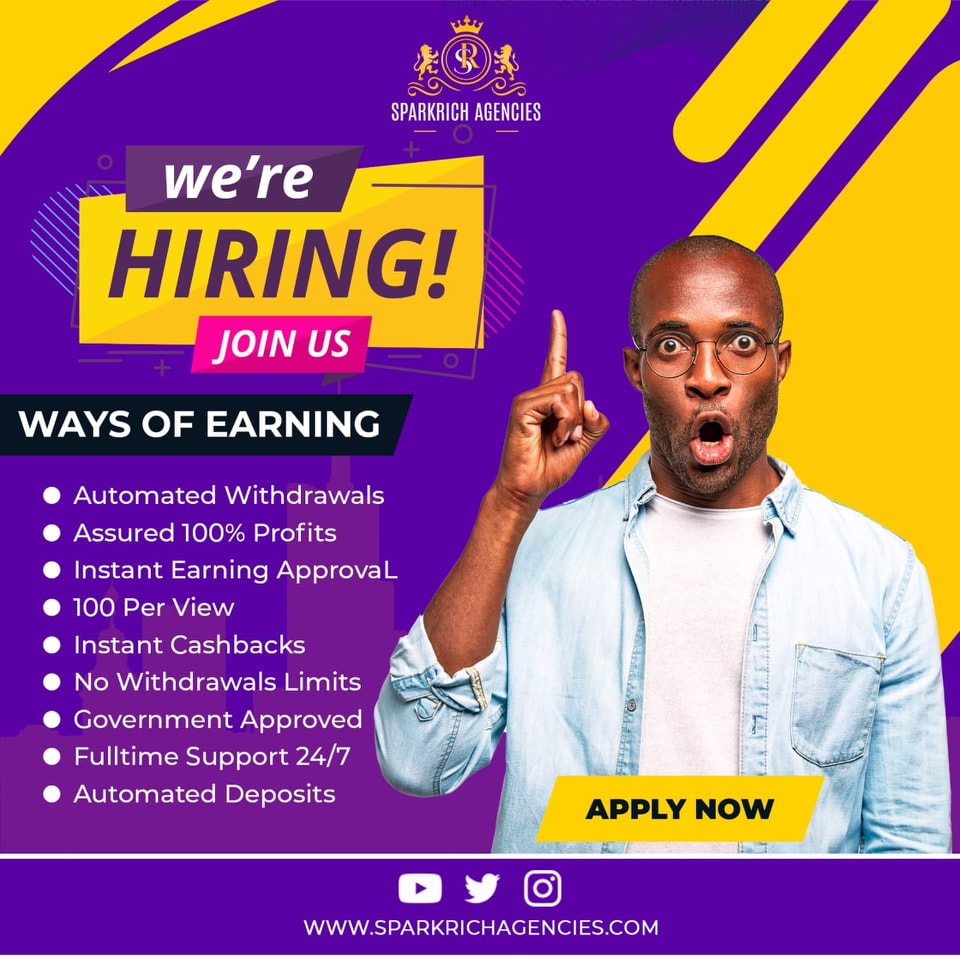 SR
SPARKRICH AGENCIES
we're
HIRING!
JOIN US
WAYS OF EARNING
Automated Withdrawals
Assured 100% Profits
Instant Earning ApprovaL
100 Per View
Instant Cashbacks
No Withdrawals Limits
Government Approved
Fulltime Support 24/7
Automated Deposits
APPLY NOW
WWW.SPARKRICHAGENCIES.COM